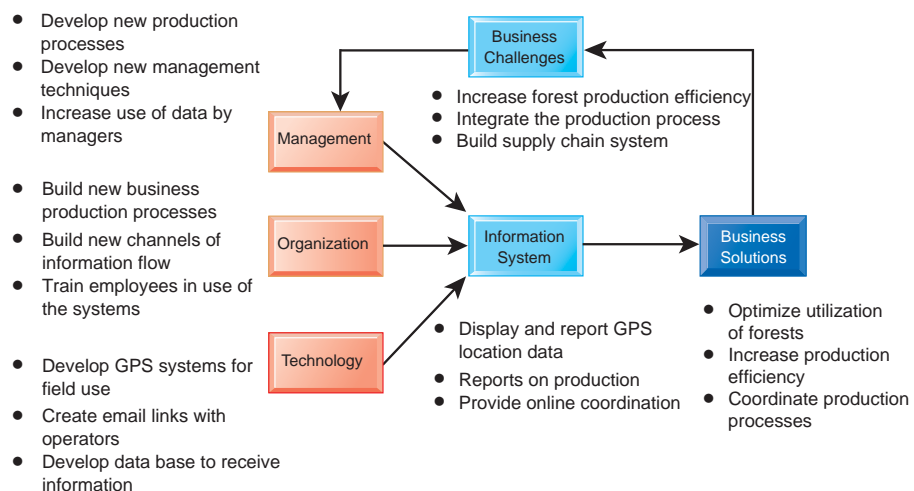 ● Develop new production
processes
● Develop new management
techniques
● Increase use of data by
managers
Business
Challenges
● Increase forest production efficiency
● Integrate the production process
● Build supply chain system
Management
● Build new business
production processes
● Build new channels of
information flow
● Train employees in use of
the systems
Organization
Information
System
Business
Solutions
● Display and report GPS
location data
● Reports on production
● Provide online coordination
● Optimize utilization
of forests
● Increase production
efficiency
● Coordinate production
processes
Technology
● Develop GPS systems for
field use
● Create email links with
operators
● Develop data base to receive
information